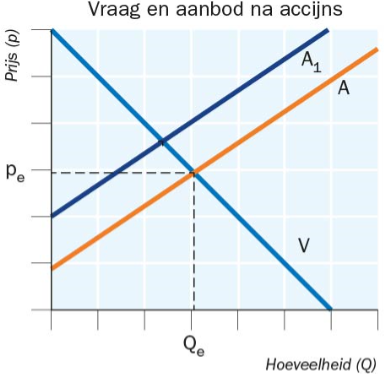 Vraag en aanbod na accijns
Prijs (p)
A₁
A
pₑ
V
Qₑ
Hoeveelheid (Q)